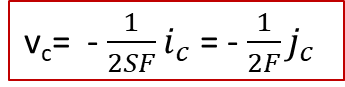 v_c = - \frac{1}{2SF} i_c = - \frac{1}{2F} j_c